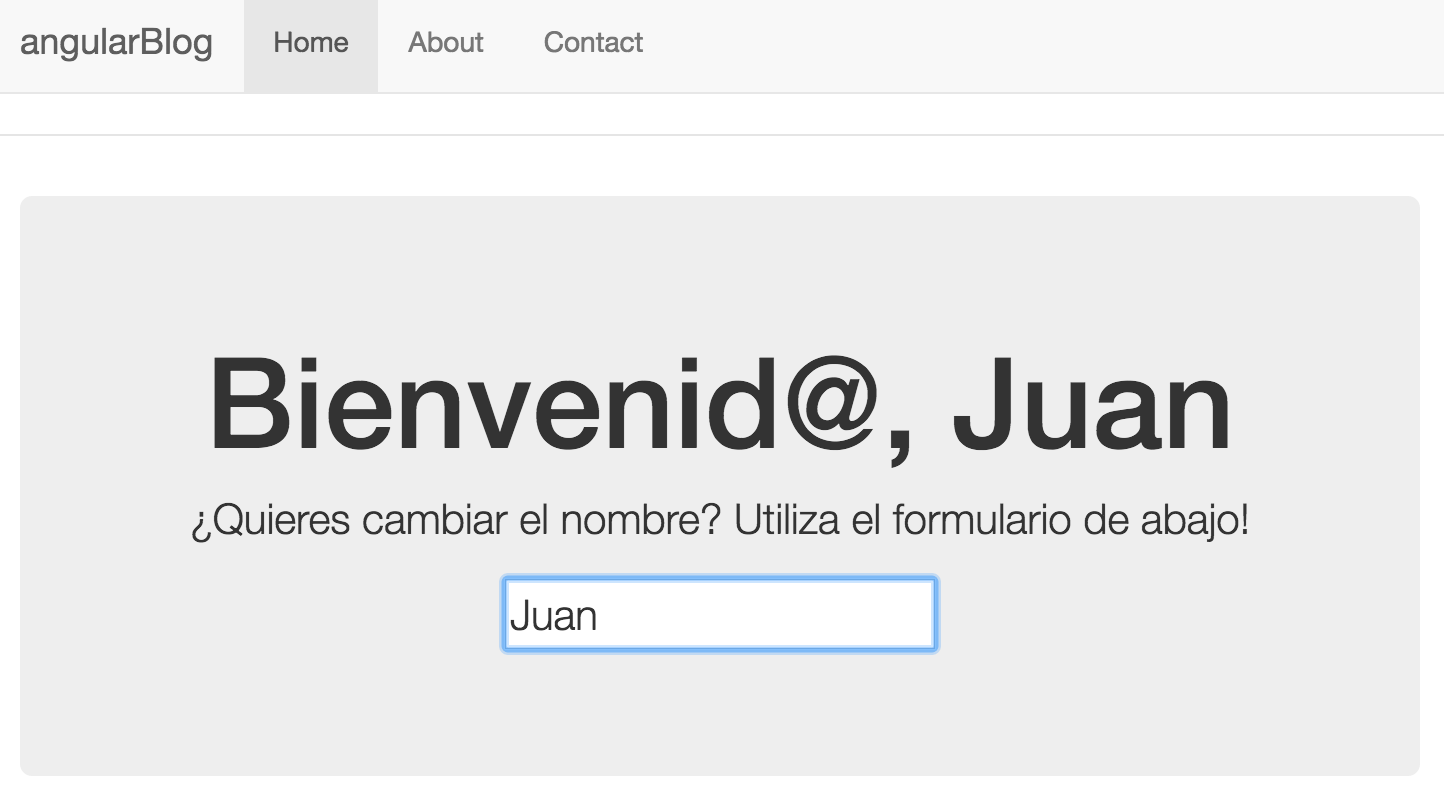 angularBlog Home About Contact
Bienvenid@, Juan
¿Quieres cambiar el nombre? Utiliza el formulario de abajo!
Juan